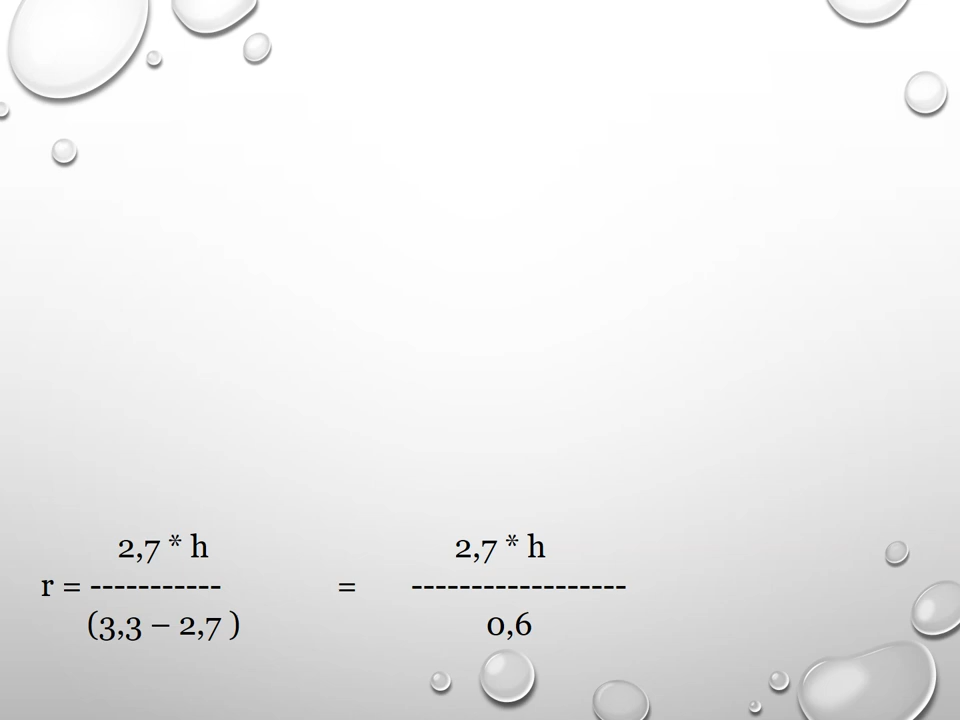 2,7 * h 2,7 * h
r = ----------- = ------------------
(3,3 – 2,7 ) 0,6